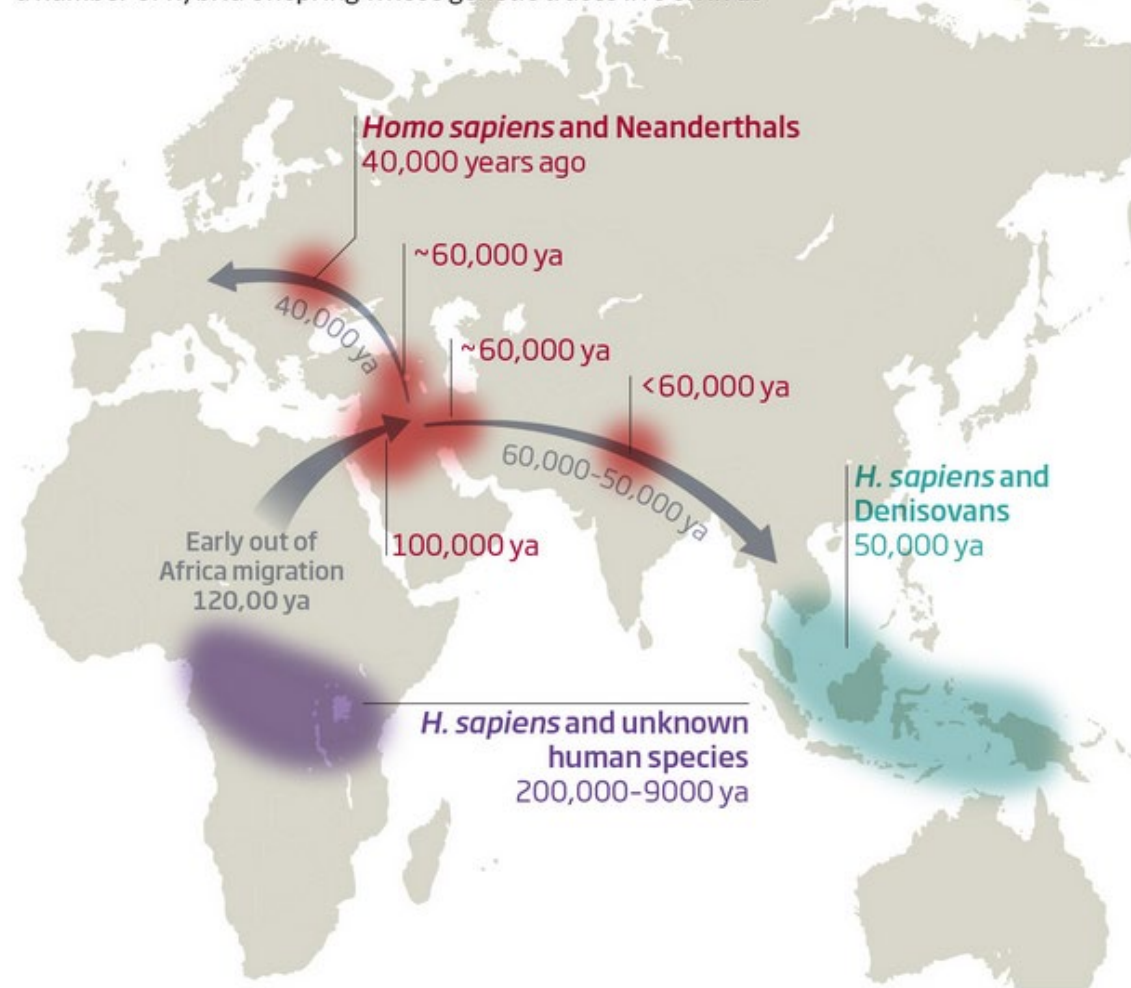 Homo sapiens and Neanderthals
40,000 years ago
~60,000 ya
40,000 ya
~60,000 ya
<60,000 ya
60,000–50,000 ya
H. sapiens and
Denisovans
50,000 ya
100,000 ya
Early out of
Africa migration
120,00 ya
H. sapiens and unknown
human species
200,000–9000 ya